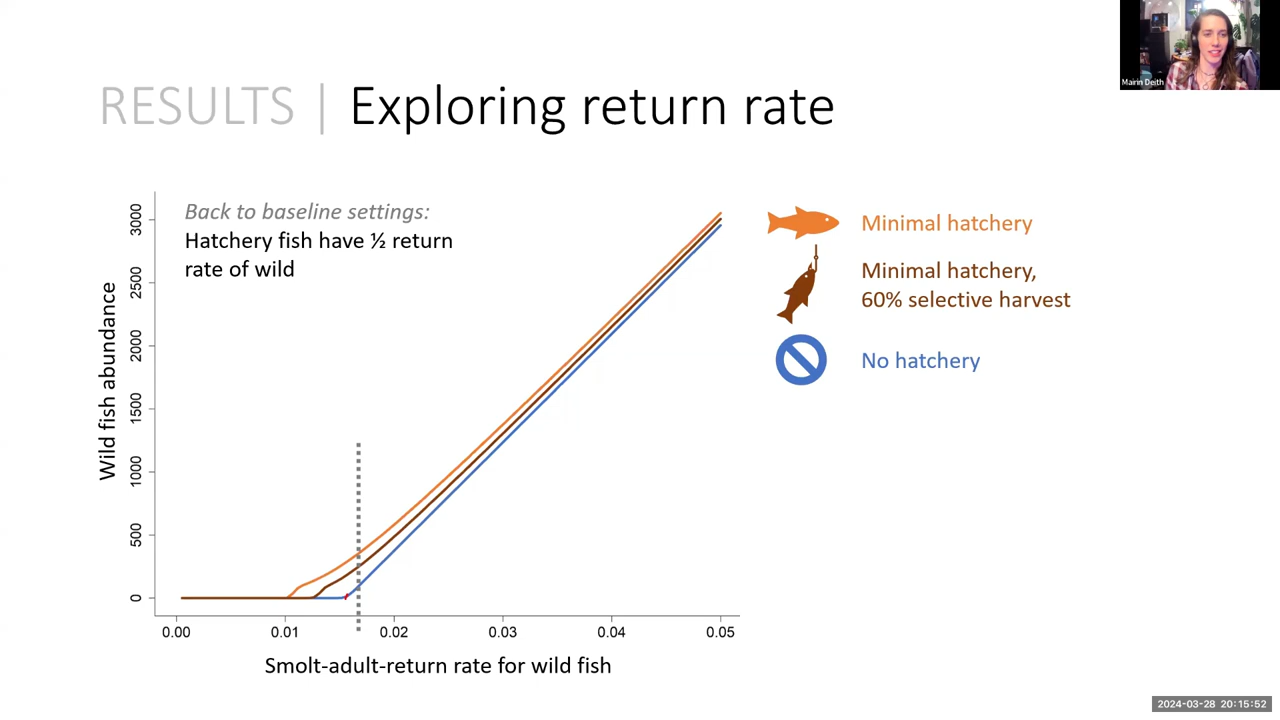 Mairin Deith
RESULTS | Exploring return rate
Back to baseline settings:
Hatchery fish have ½ return
rate of wild
Minimal hatchery
Minimal hatchery,
60% selective harvest
No hatchery
Wild fish abundance
3000
2500
2000
1500
1000
500
0
0.00 0.01 0.02 0.03 0.04 0.05
Smolt-adult-return rate for wild fish
2024-03-28 20:15:52